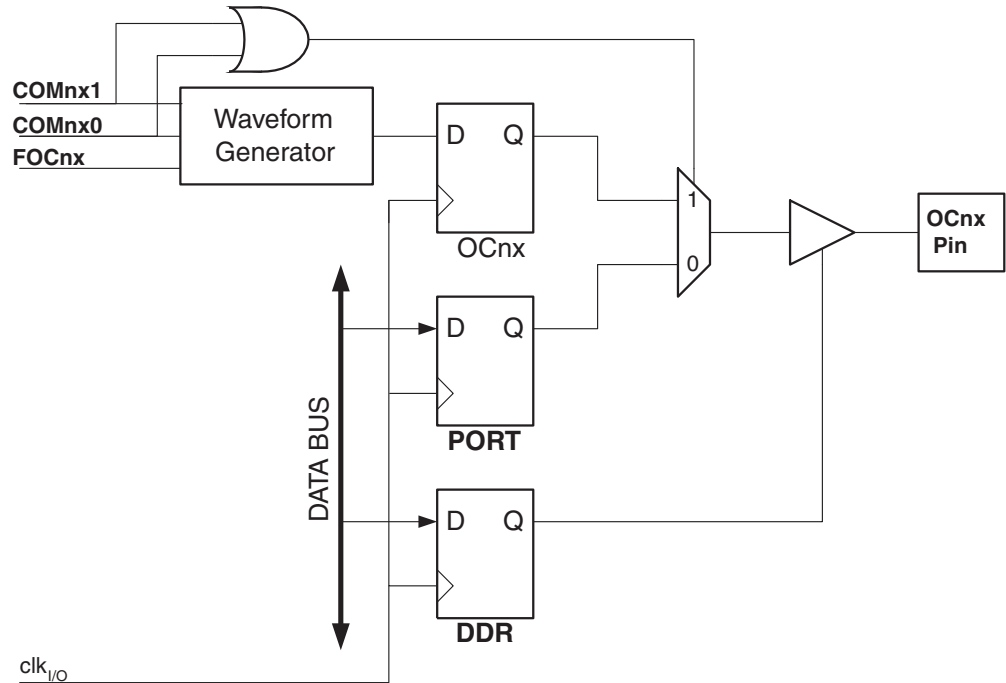 COMnx1
COMnx0
FOCnx
Waveform
Generator
D Q
OCnx
1
0
OCnx
Pin
D Q
PORT
DATA BUS
D Q
DDR
clkI/O